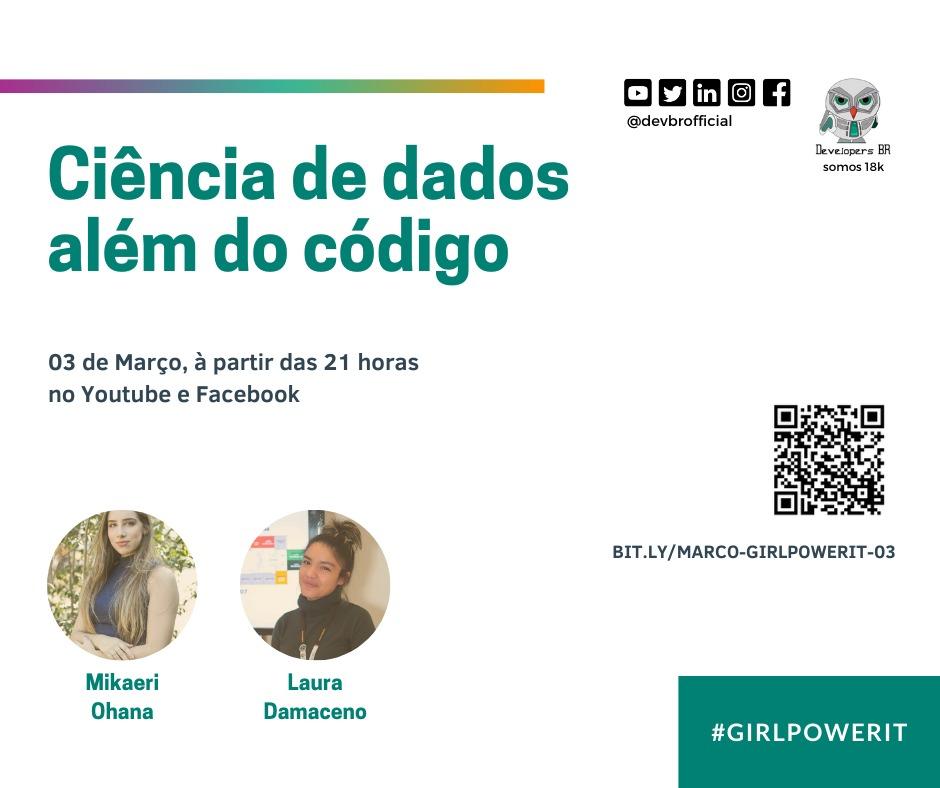 @devbrofficial
Developers BR
somos 18k
Ciência de dados
além do código
03 de Março, à partir das 21 horas
no Youtube e Facebook
BIT.LY/MARCO-GIRLPOWERIT-03
Mikaeri
Ohana
Laura
Damaceno
#GIRLPOWERIT